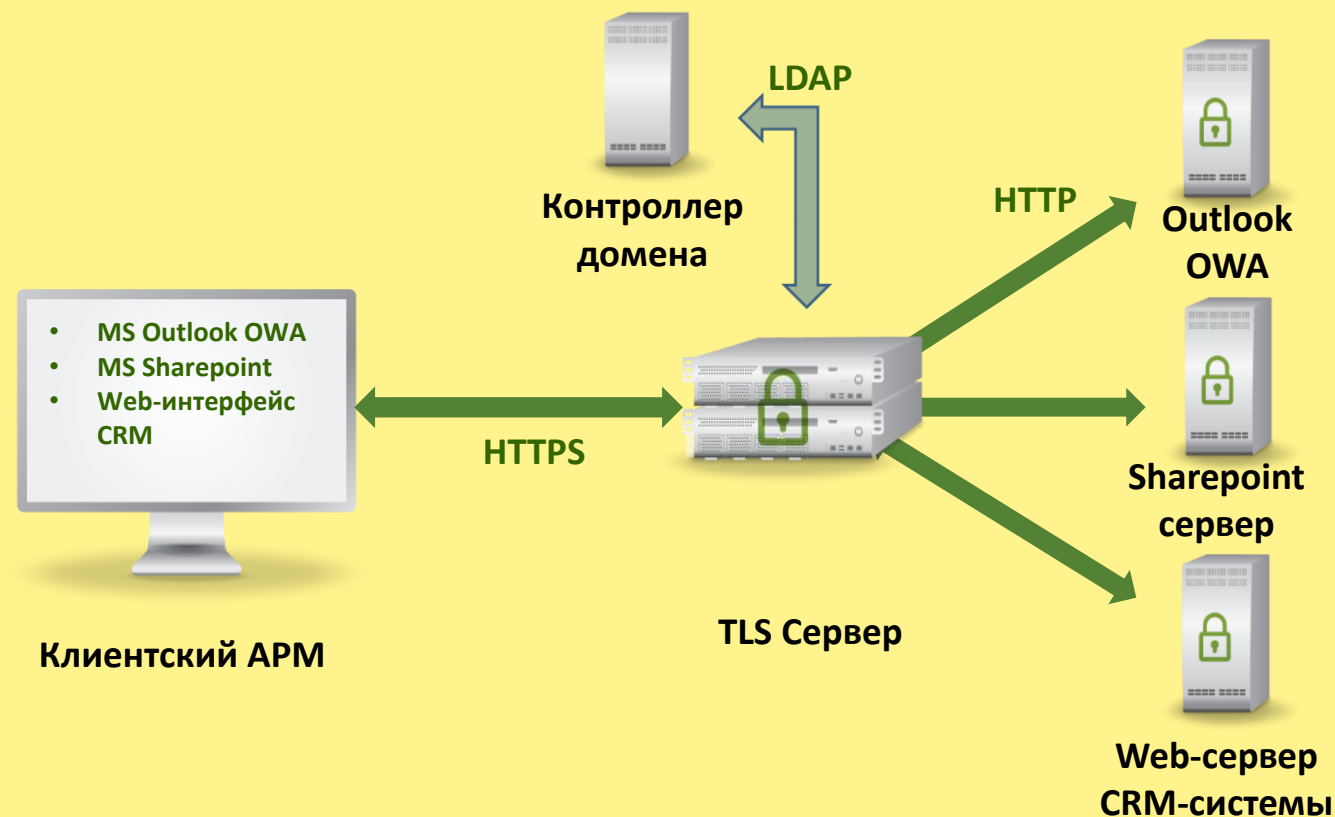 LDAP
Контроллер
домена
HTTP
Outlook
OWA
• MS Outlook OWA
• MS Sharepoint
• Web-интерфейс
CRM
HTTPS
Sharepoint
сервер
TLS Сервер
Клиентский АРМ
Web-сервер
CRM-системы